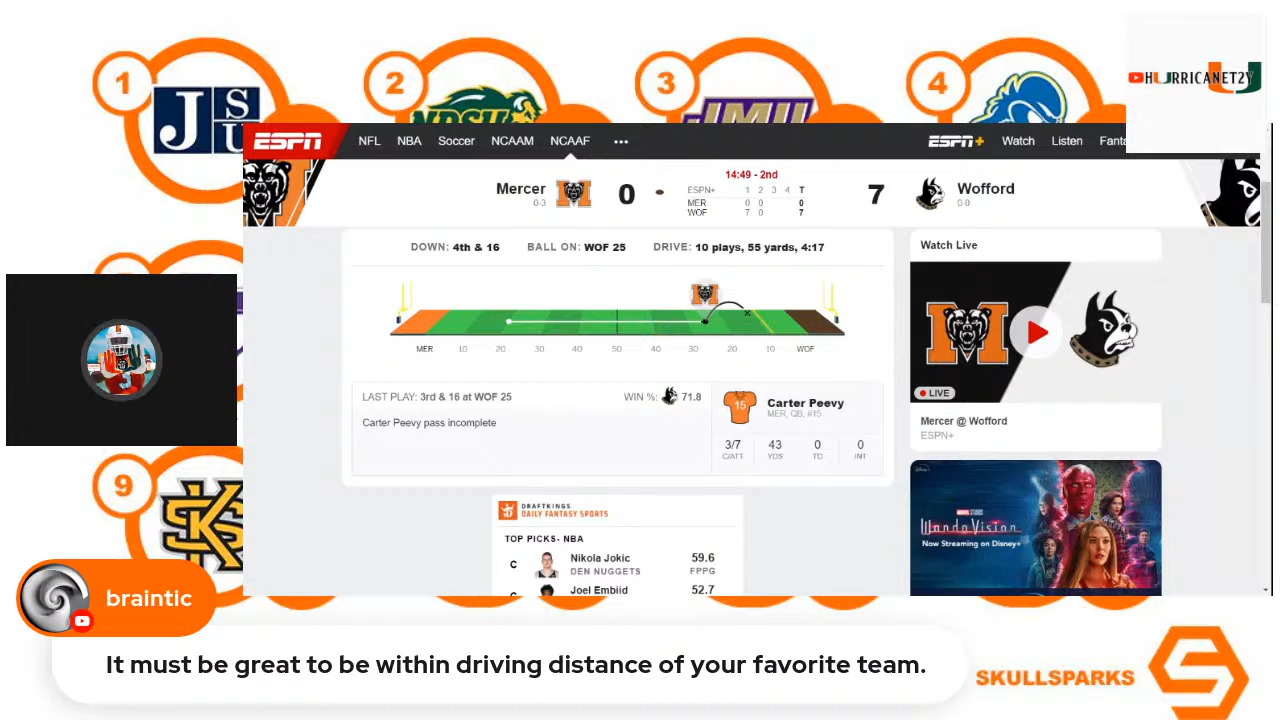 1
2
3
4
J S U
NDSU
JMU
HURRICANET2Y
ESPN
NFL NBA Soccer NCAAM NCAAF •••
ESPN+ Watch Listen Fanta
Mercer
0-3
0
14:49 - 2nd
ESPN+ 1 2 3 4 T
MER 0 0 0
WOF 7 0 7
7
Wofford
0-0
DOWN: 4th & 16 BALL ON: WOF 25 DRIVE: 10 plays, 55 yards, 4:17
MER 10 20 30 40 50 40 30 20 10 WOF
LAST PLAY: 3rd & 16 at WOF 25 WIN %: 71.8
Carter Peevy pass incomplete
15
Carter Peevy
MER, QB, #15
3/7 43 0 0
C/ATT YDS TD INT
Watch Live
LIVE
Mercer @ Wofford
ESPN+
DRAFTKINGS
DAILY FANTASY SPORTS
TOP PICKS- NBA
C Nikola Jokic 59.6
DEN NUGGETS FPPG
Joel Embiid 52.7
Disney+
MARVEL STUDIOS
WandaVision
Now Streaming on Disney+
9
KS
braintic
It must be great to be within driving distance of your favorite team.
SKULLSPARKS